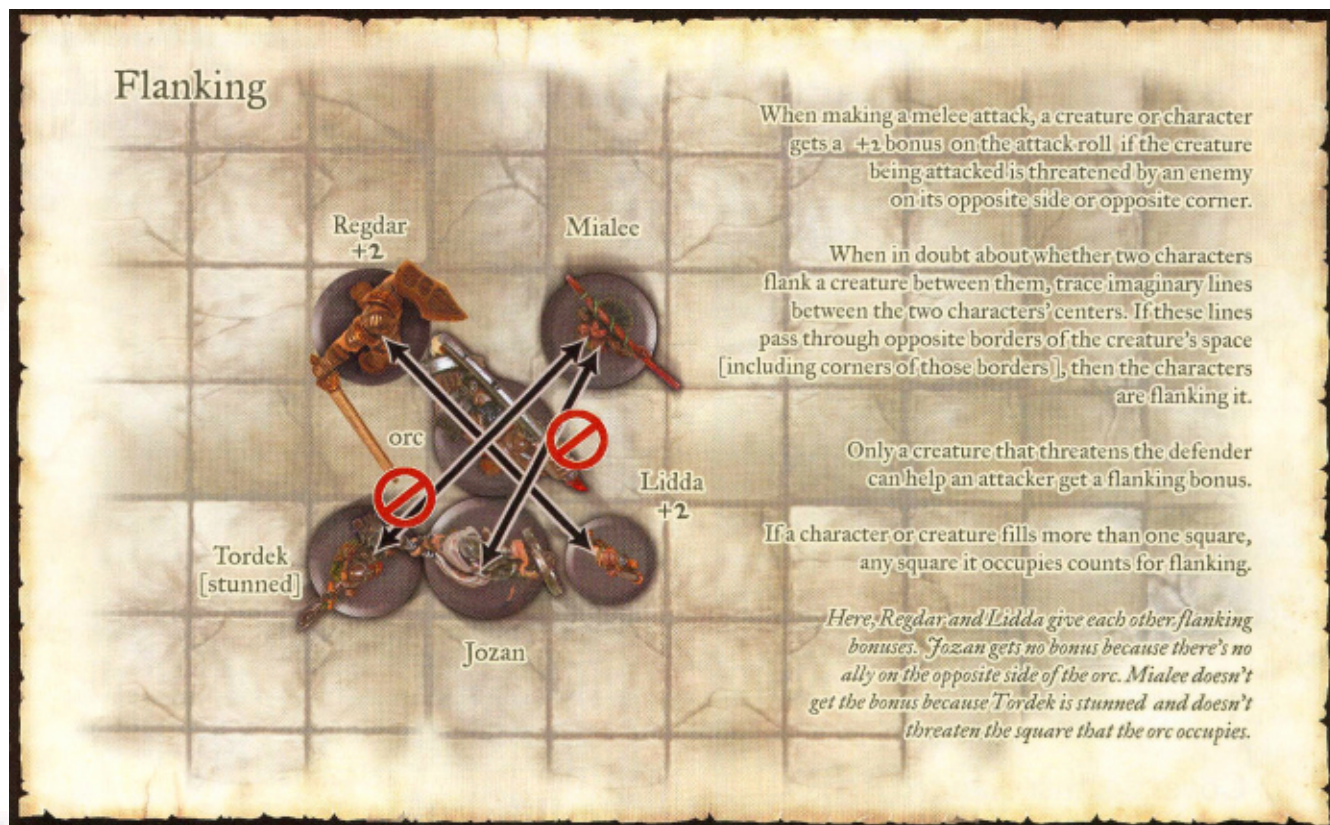 Flanking
When making a melee attack, a creature or character
gets a +2 bonus on the attack roll if the creature
being attacked is threatened by an enemy
on its opposite side or opposite corner.
When in doubt about whether two characters
flank a creature between them, trace imaginary lines
between the two characters' centers. If these lines
pass through opposite borders of the creature's space
[including corners of those borders], then the characters
are flanking it.
Only a creature that threatens the defender
can help an attacker get a flanking bonus.
If a character or creature fills more than one square,
any square it occupies counts for flanking.
Here, Regdar and Lidda give each other flanking
bonuses. Jozan gets no bonus because there's no
ally on the opposite side of the orc. Mialee doesn't
get the bonus because Tordek is stunned and doesn't
threaten the square that the orc occupies.
Regdar
+2
Mialee
orc
Lidda
+2
Tordek
[stunned]
Jozan